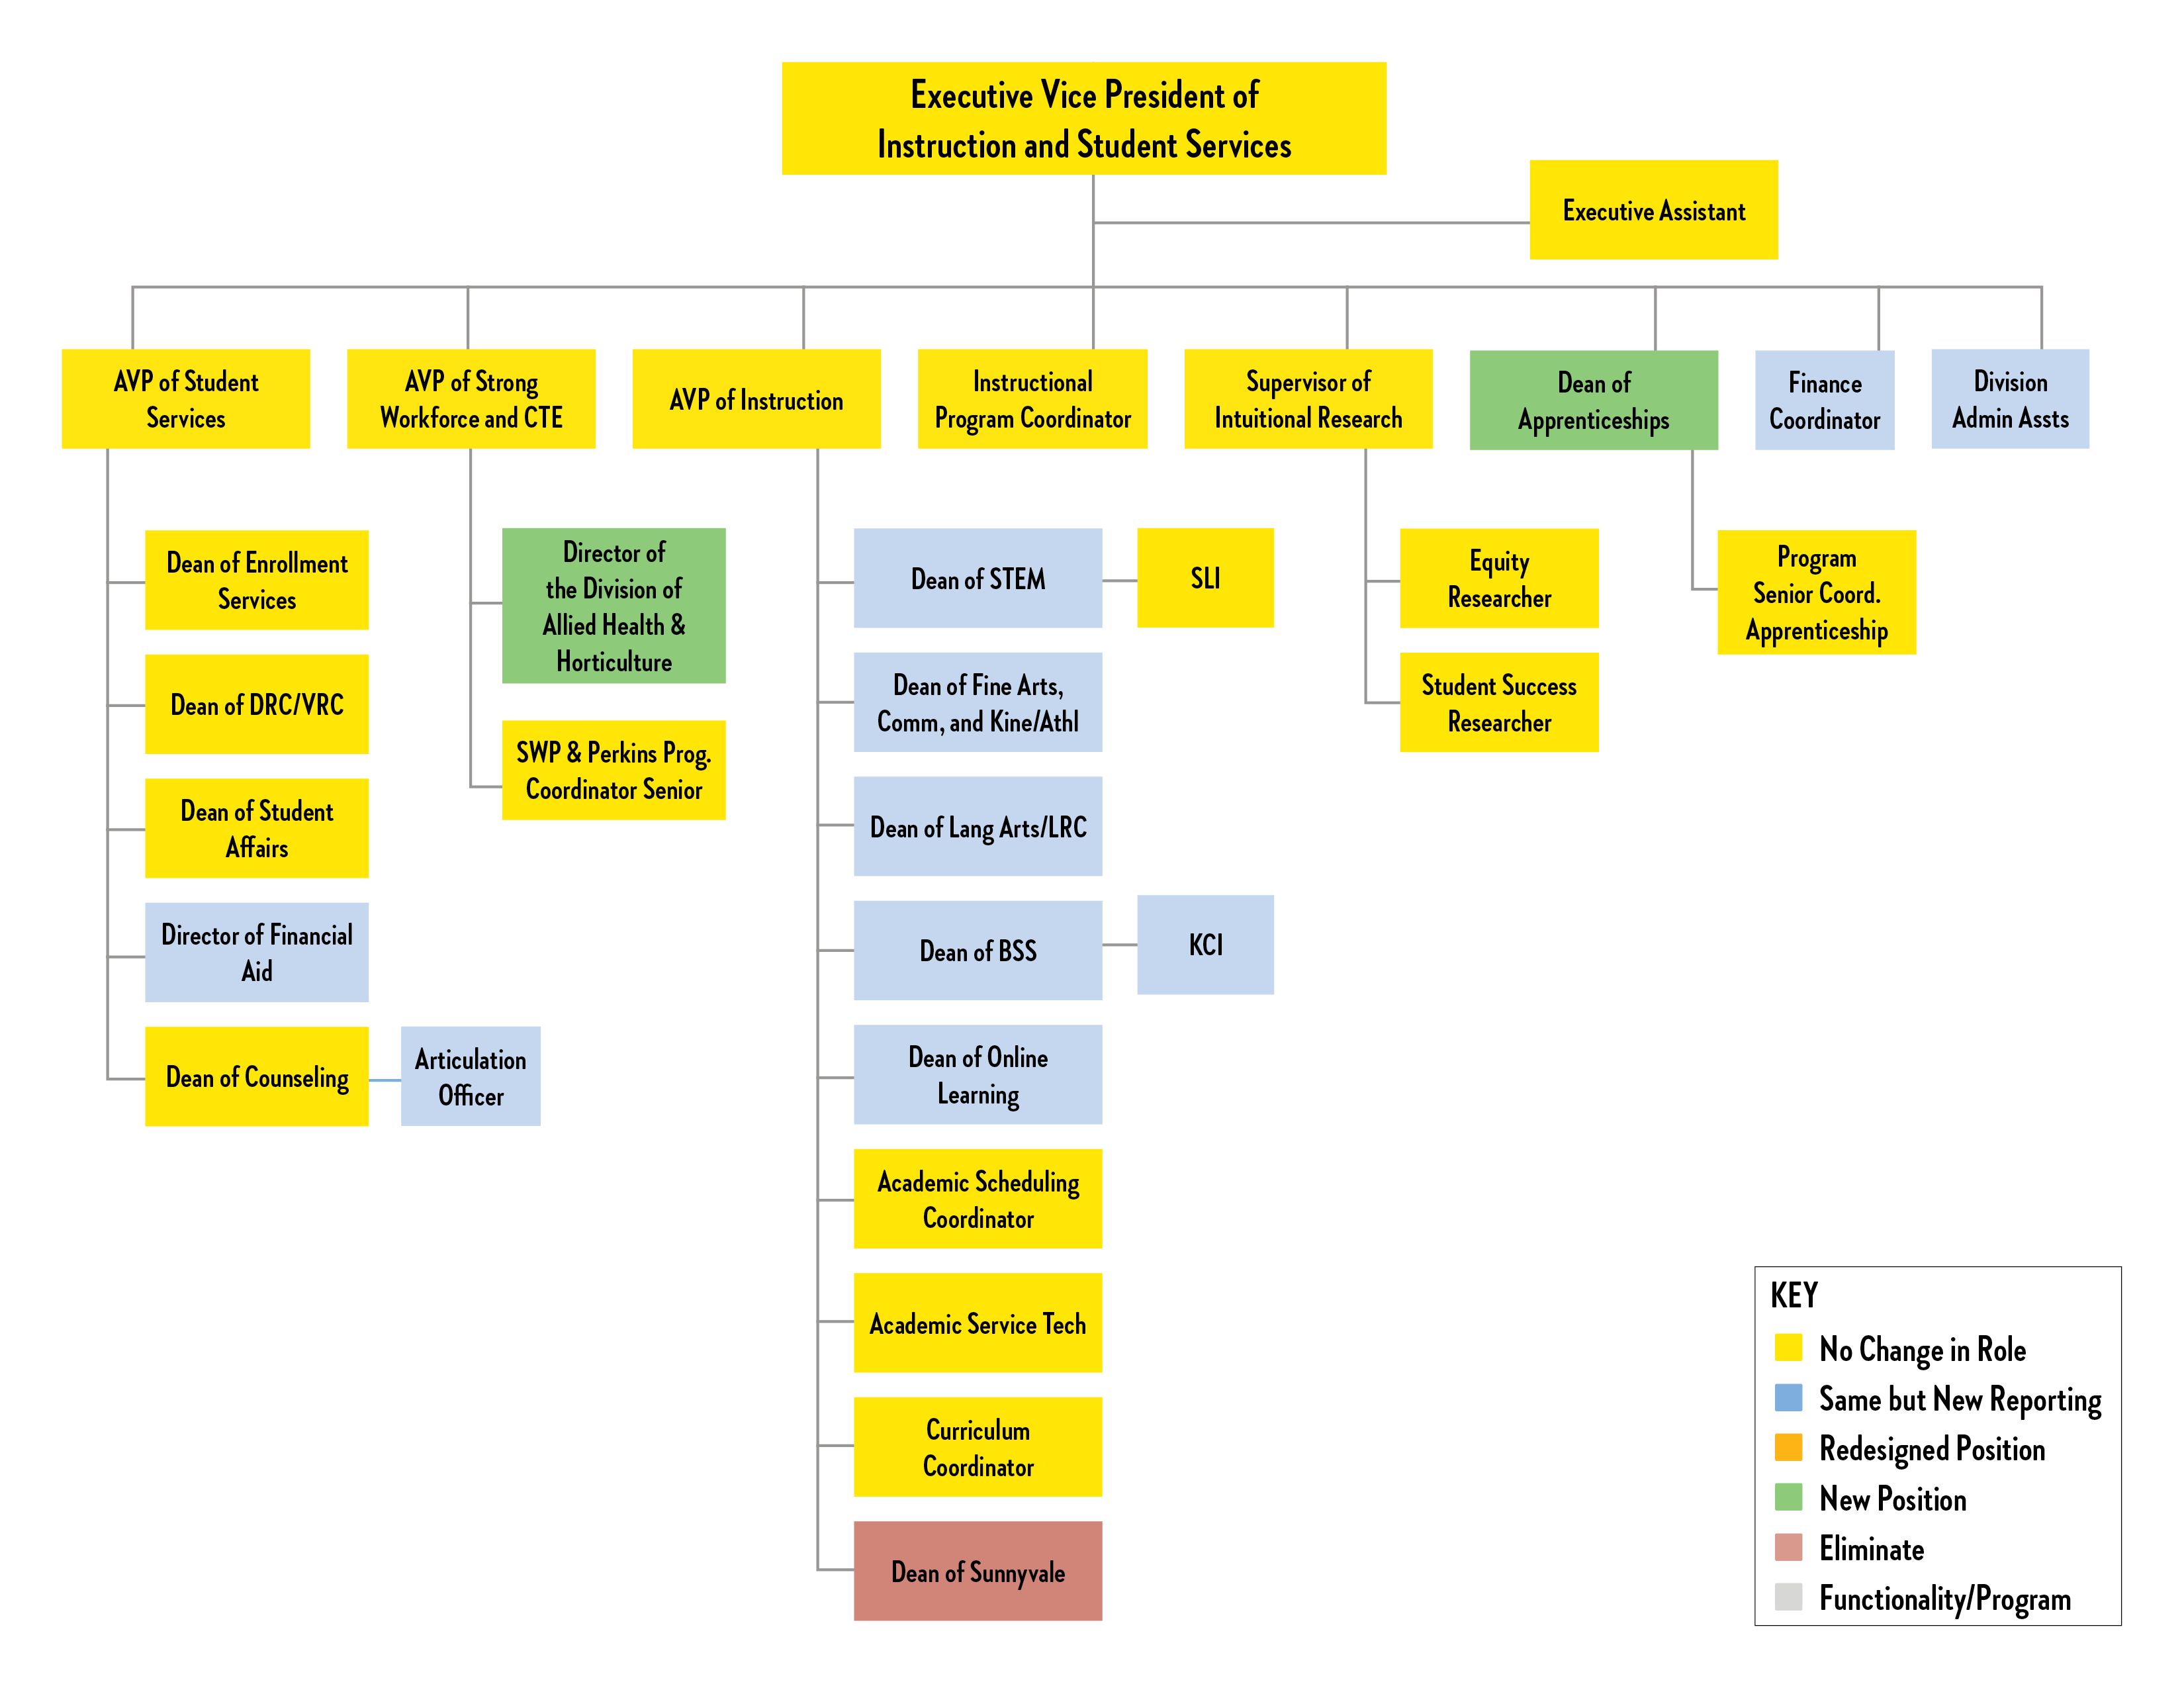 Executive Vice President of
Instruction and Student Services
Executive Assistant
AVP of Student
Services
AVP of Strong
Workforce and CTE
AVP of Instruction
Instructional
Program Coordinator
Supervisor of
Intuitional Research
Dean of
Apprenticeships
Finance
Coordinator
Division
Admin Assts
Dean of Enrollment
Services
Dean of DRC/VRC
Dean of Student
Affairs
Director of Financial
Aid
Dean of Counseling
Articulation
Officer
Director of
the Division of
Allied Health &
Horticulture
SWP & Perkins Prog.
Coordinator Senior
Dean of STEM
SLI
Dean of Fine Arts,
Comm, and Kine/Athl
Dean of Lang Arts/LRC
Dean of BSS
KCI
Dean of Online
Learning
Academic Scheduling
Coordinator
Academic Service Tech
Curriculum
Coordinator
Dean of Sunnyvale
Equity
Researcher
Student Success
Researcher
Program
Senior Coord.
Apprenticeship
KEY
No Change in Role
Same but New Reporting
Redesigned Position
New Position
Eliminate
Functionality/Program